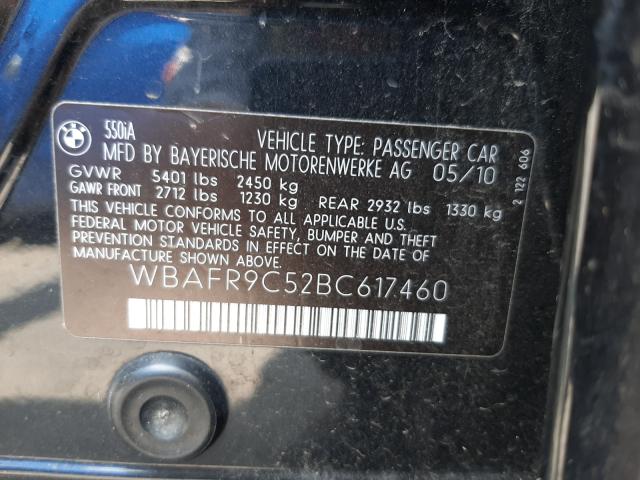 BMW
550iA VEHICLE TYPE: PASSENGER CAR
MFD BY BAYERISCHE MOTORENWERKE AG 05/10
GVWR 5401 lbs 2450 kg
GAWR FRONT 2712 lbs 1230 kg REAR 2932 lbs 1330 kg
THIS VEHICLE CONFORMS TO ALL APPLICABLE U.S.
FEDERAL MOTOR VEHICLE SAFETY, BUMPER AND THEFT
PREVENTION STANDARDS IN EFFECT ON THE DATE OF
MANUFACTURE SHOWN ABOVE.
WBAFR9C52BC617460
2 122 606